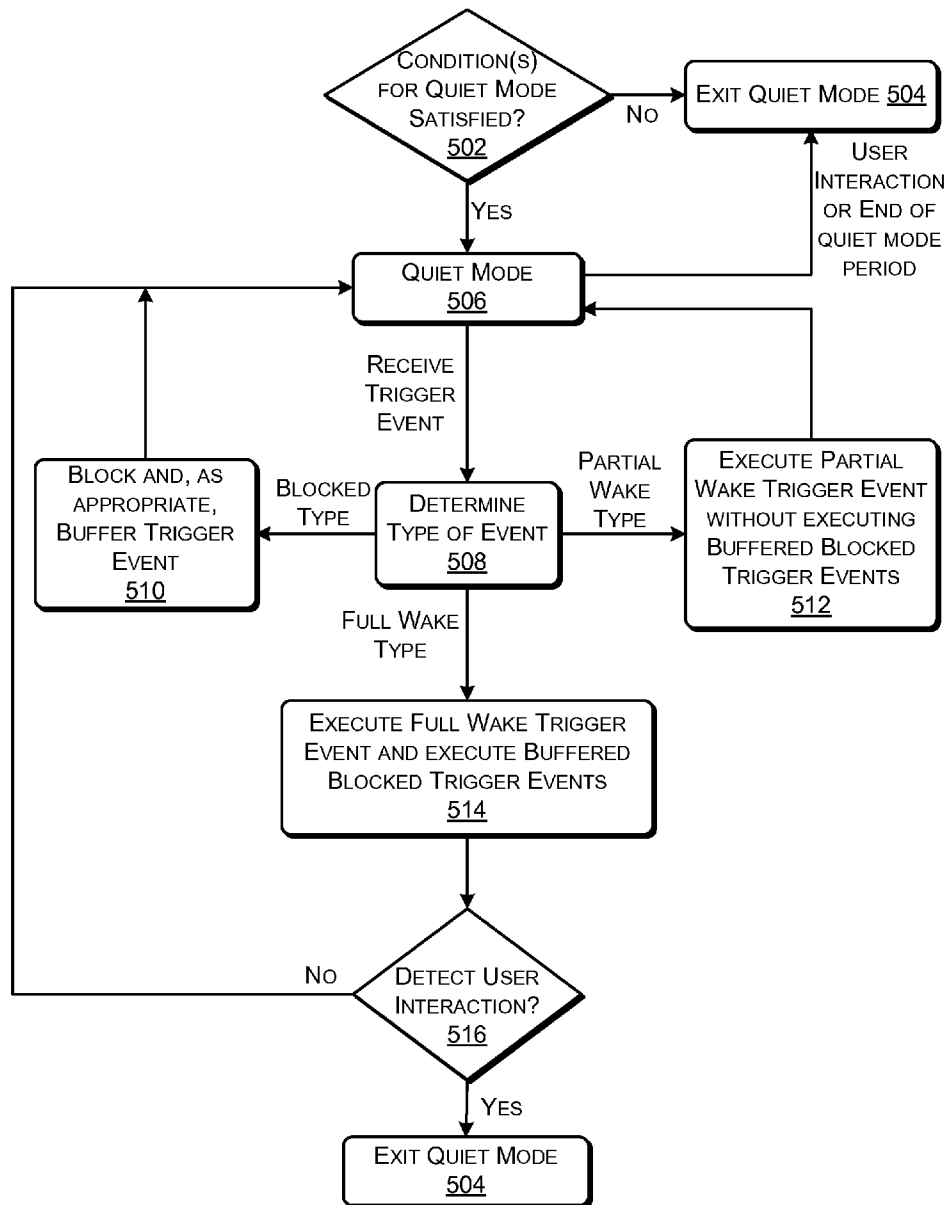 CONDITION(S)
FOR QUIET MODE
SATISFIED?
502
NO
EXIT QUIET MODE 504
YES
USER
INTERACTION
OR END OF
QUIET MODE
PERIOD
QUIET MODE
506
RECEIVE
TRIGGER
EVENT
BLOCK AND, AS
APPROPRIATE,
BUFFER TRIGGER
EVENT
510
BLOCKED
TYPE
DETERMINE
TYPE OF EVENT
508
PARTIAL
WAKE
TYPE
EXECUTE PARTIAL
WAKE TRIGGER EVENT
WITHOUT EXECUTING
BUFFERED BLOCKED
TRIGGER EVENTS
512
FULL WAKE
TYPE
EXECUTE FULL WAKE TRIGGER
EVENT AND EXECUTE BUFFERED
BLOCKED TRIGGER EVENTS
514
NO
DETECT USER
INTERACTION?
516
YES
EXIT QUIET MODE
504